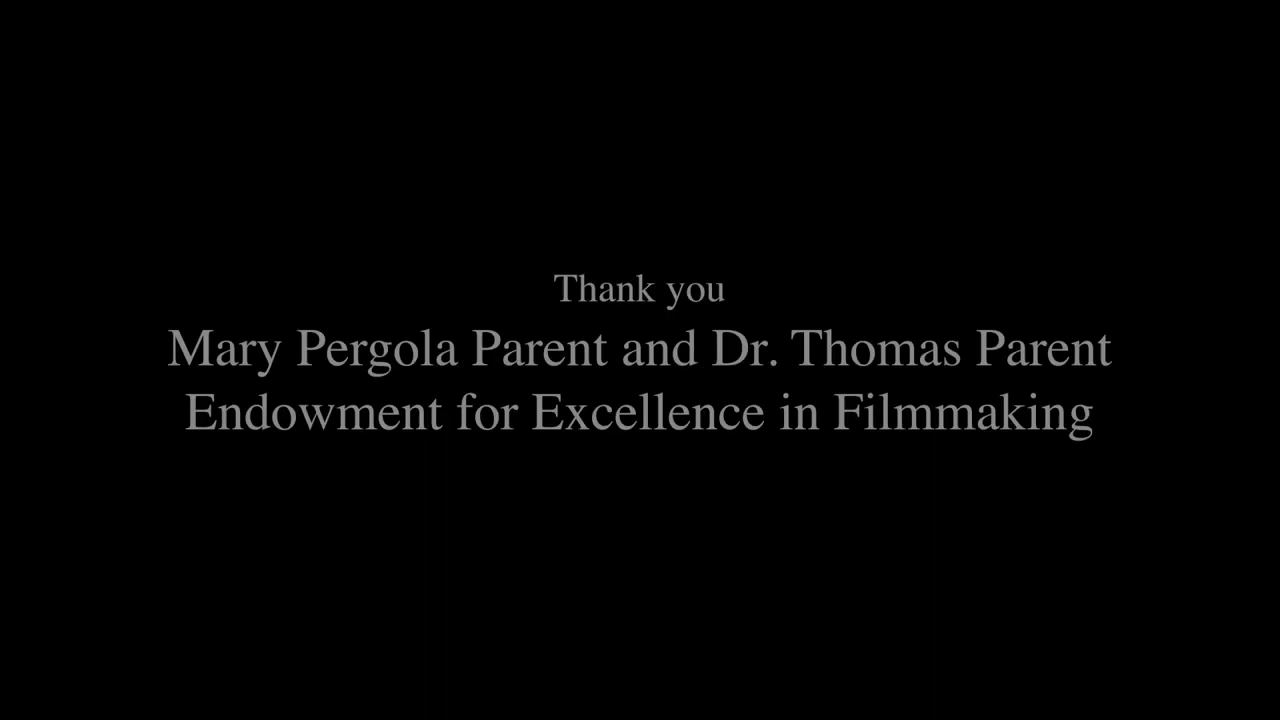 Thank you
Mary Pergola Parent and Dr. Thomas Parent
Endowment for Excellence in Filmmaking